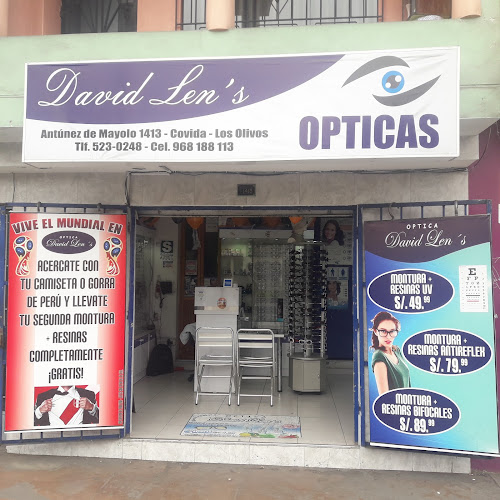 David Len's
Antúnez de Mayolo 1413 - Covida - Los Olivos
Tlf. 523-0248 - Cel. 968 188 113
OPTICAS
VIVE EL MUNDIAL EN
OPTICA
David Len's
ACERCATE CON
TU CAMISETA O GORRA
DE PERÚ Y LLEVATE
TU SEGUNDA MONTURA
+ RESINAS
COMPLETAMENTE
¡GRATIS!
OPTICA
David Len's
MONTURA +
RESINAS UV
S/.49.99
MONTURA +
RESINAS ANTIREFLEX
S/.79.99
MONTURA +
RESINAS BIFOCALES
S/.89.99